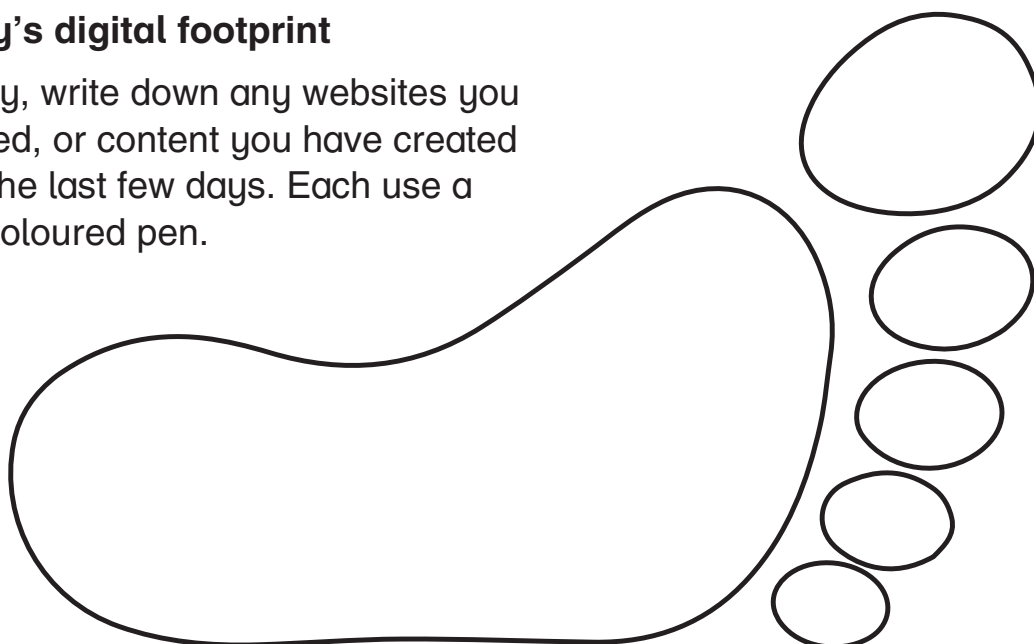 y's digital footprint
y, write down any websites you
ed, or content you have created
he last few days. Each use a
oloured pen.